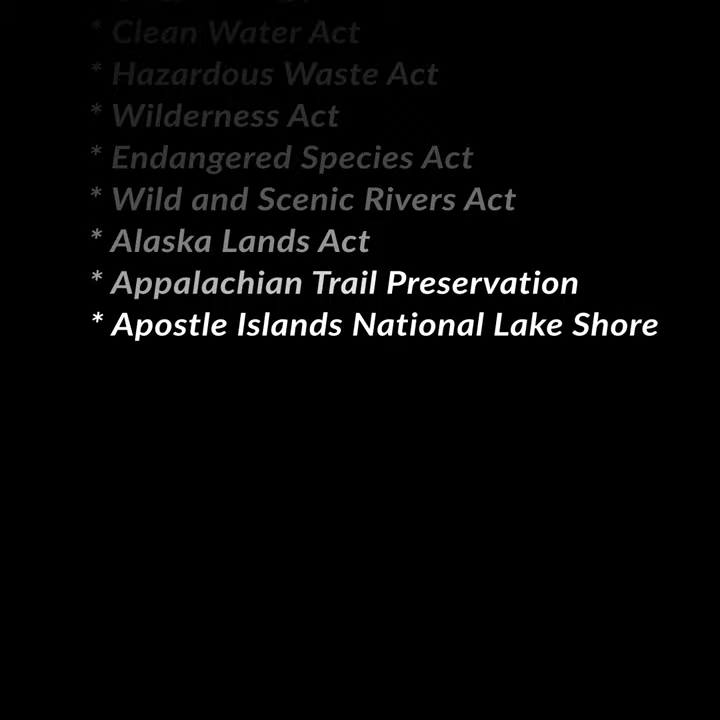 * Clean Water Act
* Hazardous Waste Act
* Wilderness Act
* Endangered Species Act
* Wild and Scenic Rivers Act
* Alaska Lands Act
* Appalachian Trail Preservation
* Apostle Islands National Lake Shore